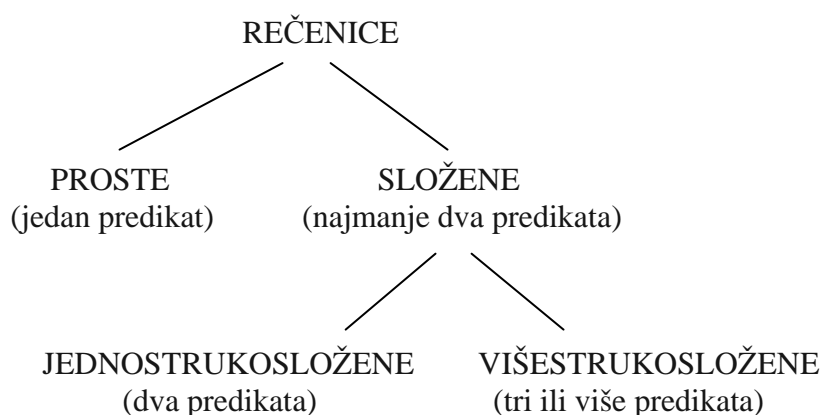 REČENICE
PROSTE SLOŽENE
(jedan predikat) (najmanje dva predikata)
JEDNOSTRUKOSLOŽENE VIŠESTRUKOSLOŽENE
(dva predikata) (tri ili više predikata)